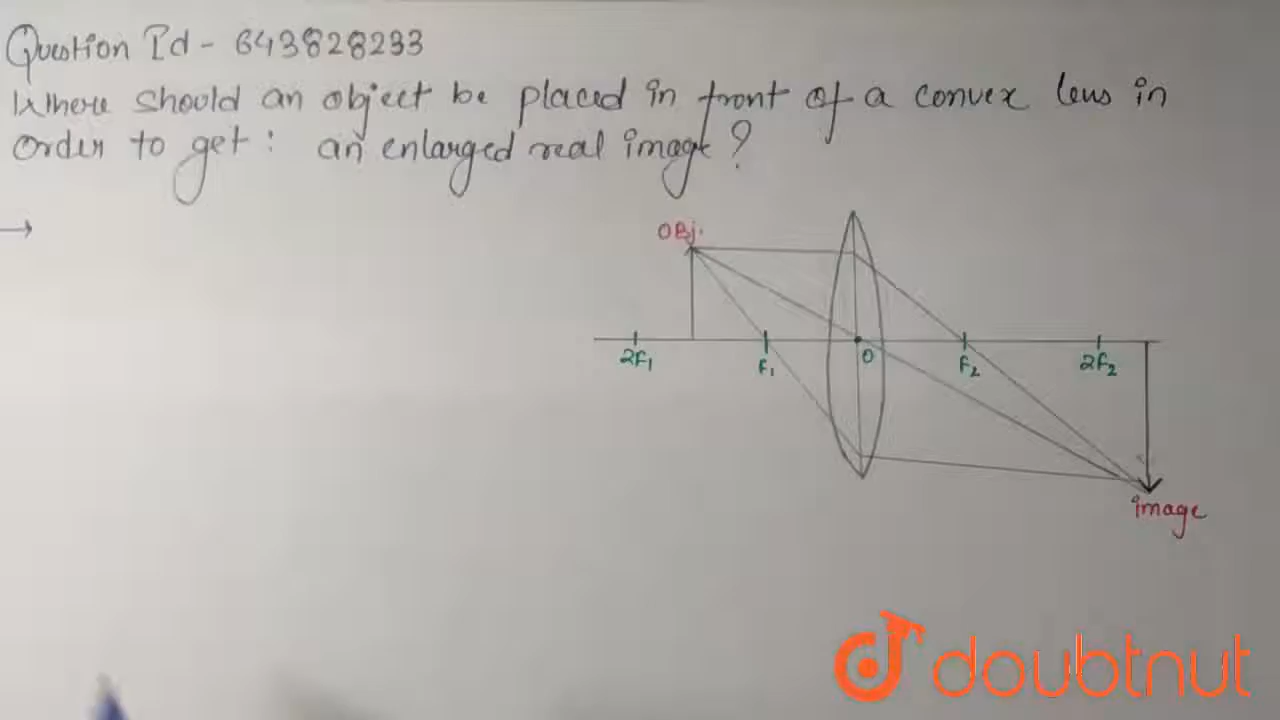 Question Id - 643828233
Where should an object be placed in front of a convex lens in
order to get : an enlarged real image ?
→
OBj.
2F₁
F₁
O
F₂
2F₂
image
doubtnut